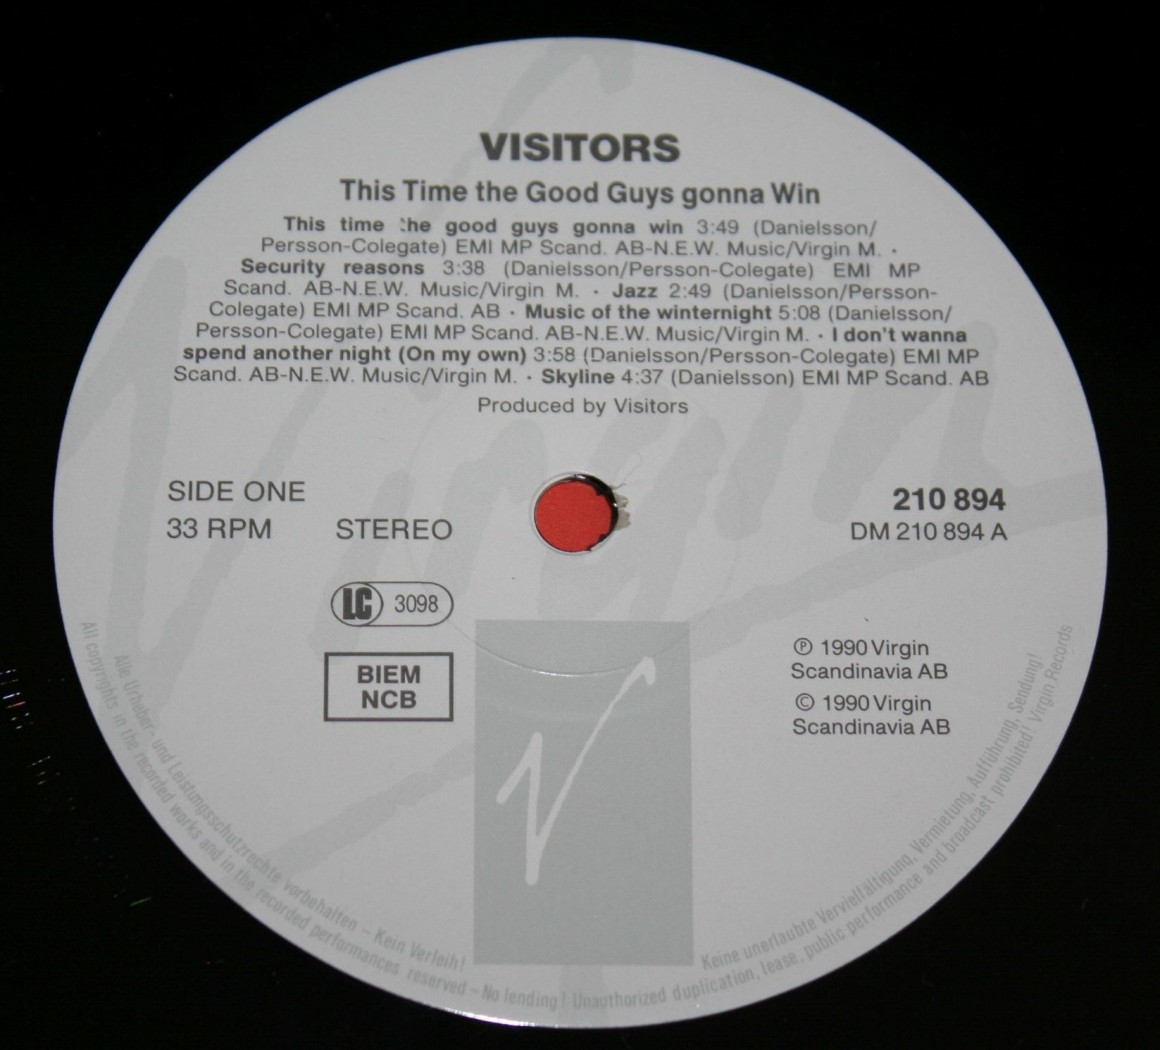 VISITORS
This Time the Good Guys gonna Win
This time the good guys gonna win 3:49 (Danielsson/
Persson-Colegate) EMI MP Scand. AB-N.E.W. Music/Virgin M. ·
Security reasons 3:38 (Danielsson/Persson-Colegate) EMI MP
Scand. AB-N.E.W. Music/Virgin M. · Jazz 2:49 (Danielsson/Persson-
Colegate) EMI MP Scand. AB · Music of the winternight 5:08 (Danielsson/
Persson-Colegate) EMI MP Scand. AB-N.E.W. Music/Virgin M. · I don't wanna
spend another night (On my own) 3:58 (Danielsson/Persson-Colegate) EMI MP
Scand. AB-N.E.W. Music/Virgin M. · Skyline 4:37 (Danielsson) EMI MP Scand. AB
Produced by Visitors
SIDE ONE
33 RPM STEREO
210 894
DM 210 894 A
LC 3098
BIEM
NCB
℗ 1990 Virgin
Scandinavia AB
© 1990 Virgin
Scandinavia AB
Virgin
V
Alle Urheber- und Leistungsschutzrechte vorbehalten – Kein Verleih! Keine unerlaubte Vervielfältigung, Vermietung, Aufführung, Sendung!
All copyrights in the recorded works and in the recorded performances reserved – No lending! Unauthorized duplication, lease, public performance and broadcast prohibited! Virgin Records